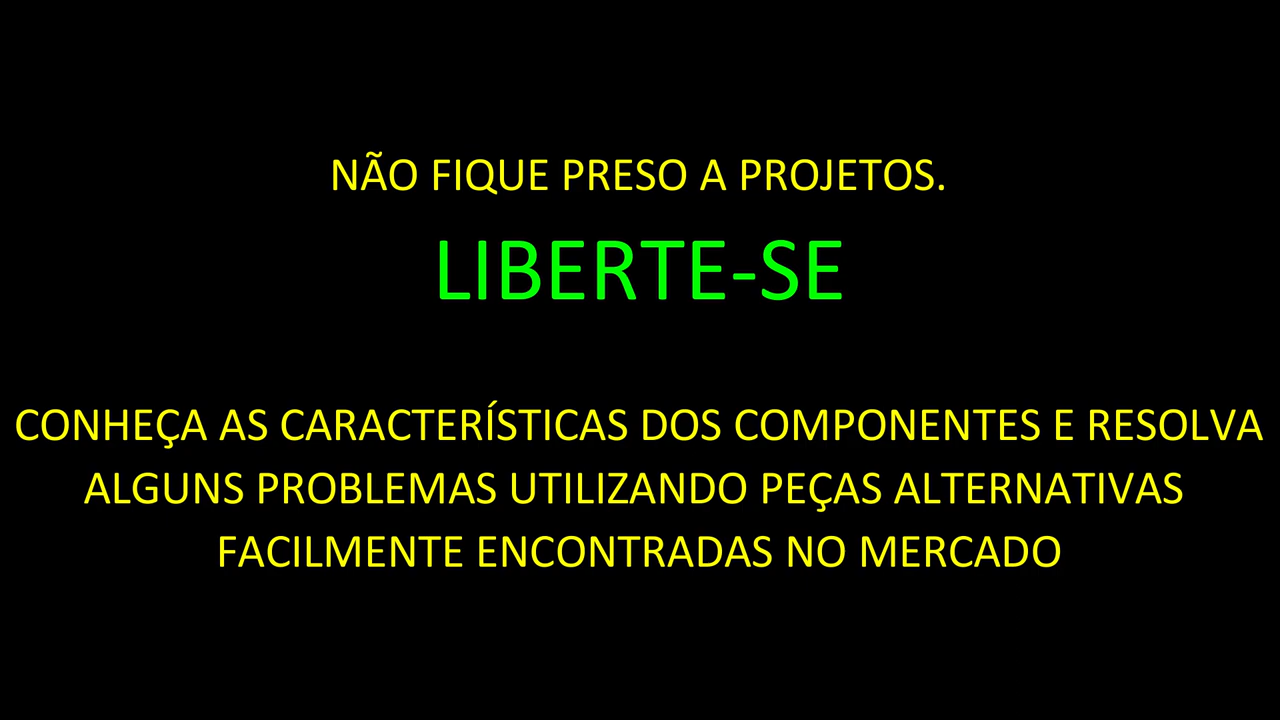 NÃO FIQUE PRESO A PROJETOS.
LIBERTE-SE
CONHEÇA AS CARACTERÍSTICAS DOS COMPONENTES E RESOLVA
ALGUNS PROBLEMAS UTILIZANDO PEÇAS ALTERNATIVAS
FACILMENTE ENCONTRADAS NO MERCADO